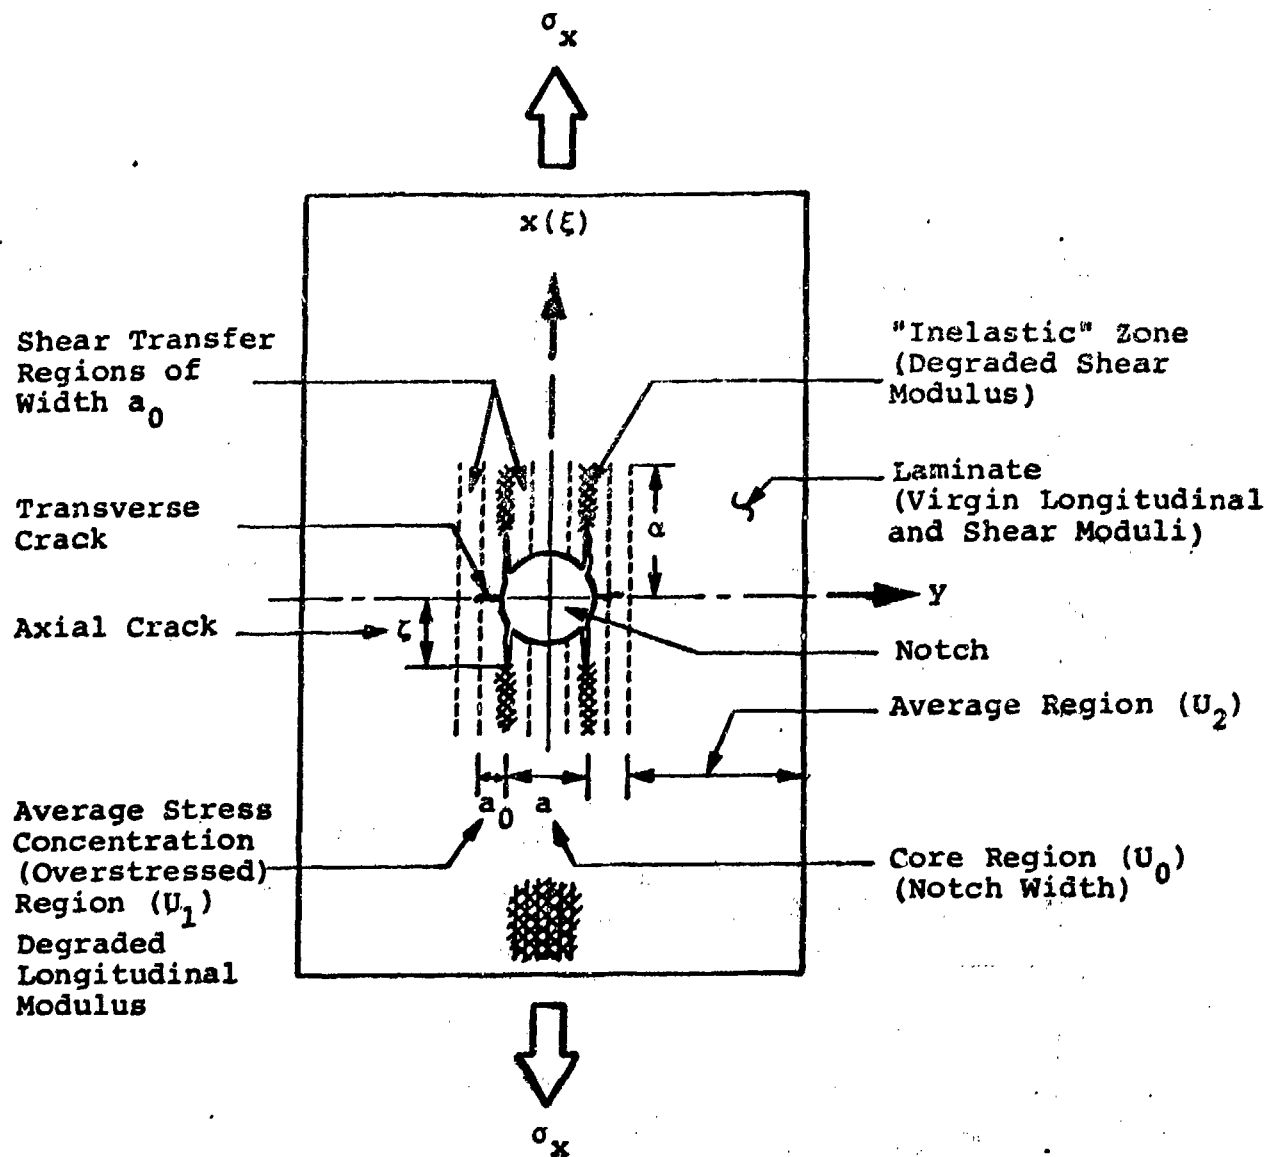 σx
x(ξ)
Shear Transfer
Regions of
Width a0
"Inelastic" Zone
(Degraded Shear
Modulus)
Laminate
(Virgin Longitudinal
and Shear Moduli)
Transverse
Crack
α
y
Axial Crack
ζ
Notch
Average Region (U2)
a0 a
Average Stress
Concentration
(Overstressed)
Region (U1)
Degraded
Longitudinal
Modulus
Core Region (U0)
(Notch Width)
σx